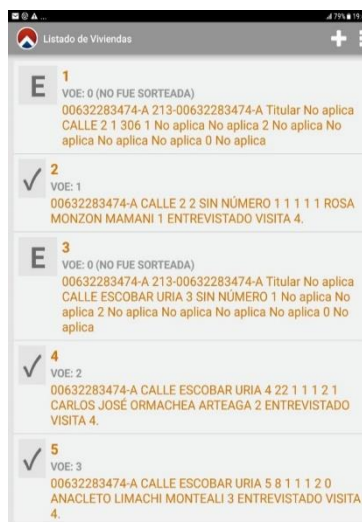 79% 19:
Listado de Viviendas
E
1
VOE: 0 (NO FUE SORTEADA)
00632283474-A 213-00632283474-A Titular No aplica
CALLE 2 1 306 1 No aplica No aplica 2 No aplica No
aplica No aplica No aplica 0 No aplica
2
VOE: 1
00632283474-A CALLE 2 2 SIN NÚMERO 1 1 1 1 1 ROSA
MONZON MAMANI 1 ENTREVISTADO VISITA 4.
E
3
VOE: 0 (NO FUE SORTEADA)
00632283474-A 213-00632283474-A Titular No aplica
CALLE ESCOBAR URIA 3 SIN NÚMERO 1 No aplica No
aplica 2 No aplica No aplica No aplica No aplica 0 No
aplica
4
VOE: 2
00632283474-A CALLE ESCOBAR URIA 4 22 1 1 1 2 1
CARLOS JOSÉ ORMACHEA ARTEAGA 2 ENTREVISTADO
VISITA 4.
5
VOE: 3
00632283474-A CALLE ESCOBAR URIA 5 8 1 1 1 2 0
ANACLETO LIMACHI MONTEALI 3 ENTREVISTADO VISITA
4.